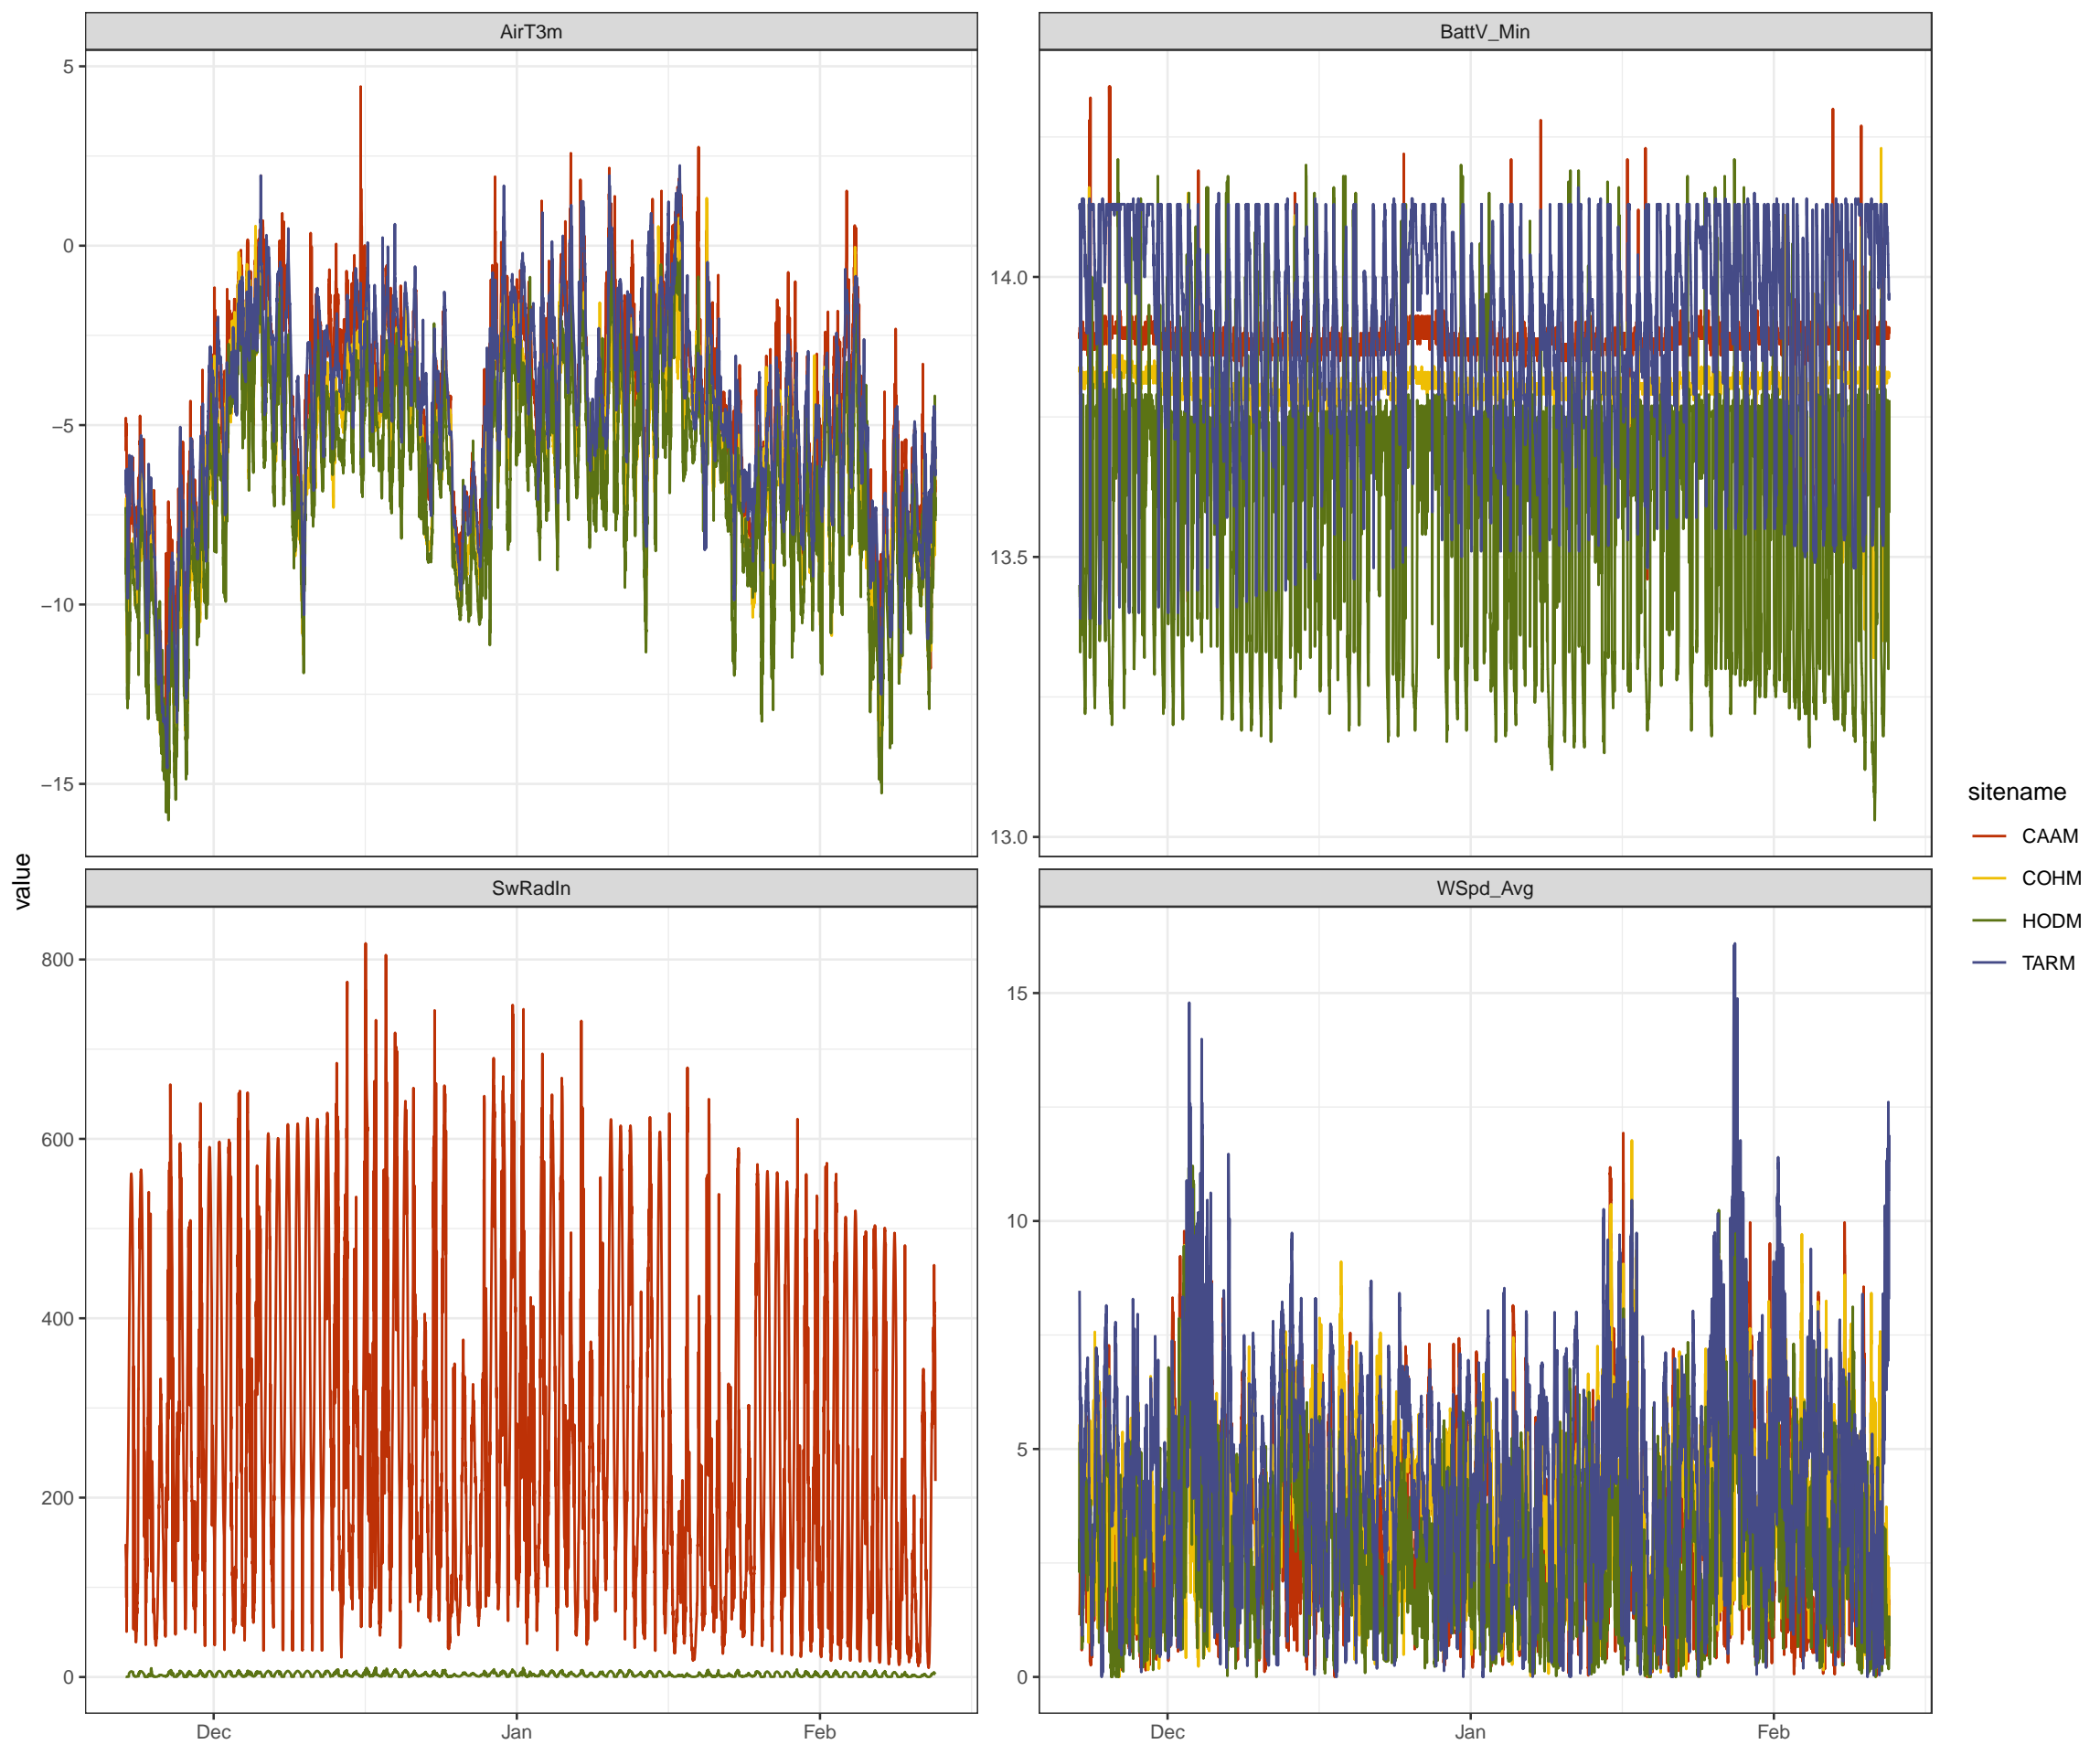 AirT3m
BattV_Min
5
0
−5
−10
−15
14.0
13.5
13.0
value
SwRadIn
WSpd_Avg
800
600
400
200
0
15
10
5
0
Dec
Jan
Feb
Dec
Jan
Feb
sitename
CAAM
COHM
HODM
TARM